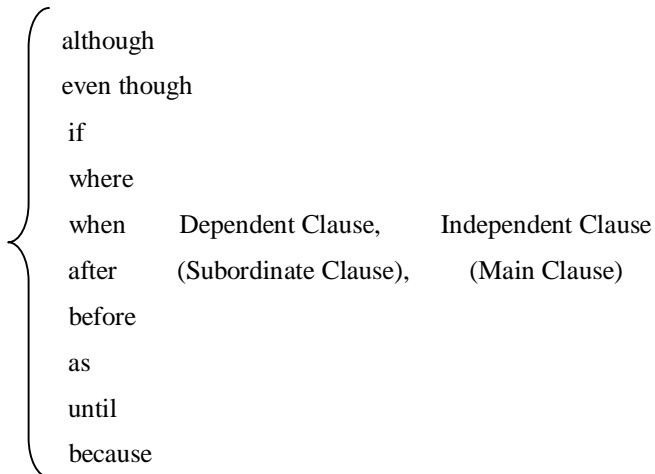 although
even though
if
where
when Dependent Clause, Independent Clause
after (Subordinate Clause), (Main Clause)
before
as
until
because